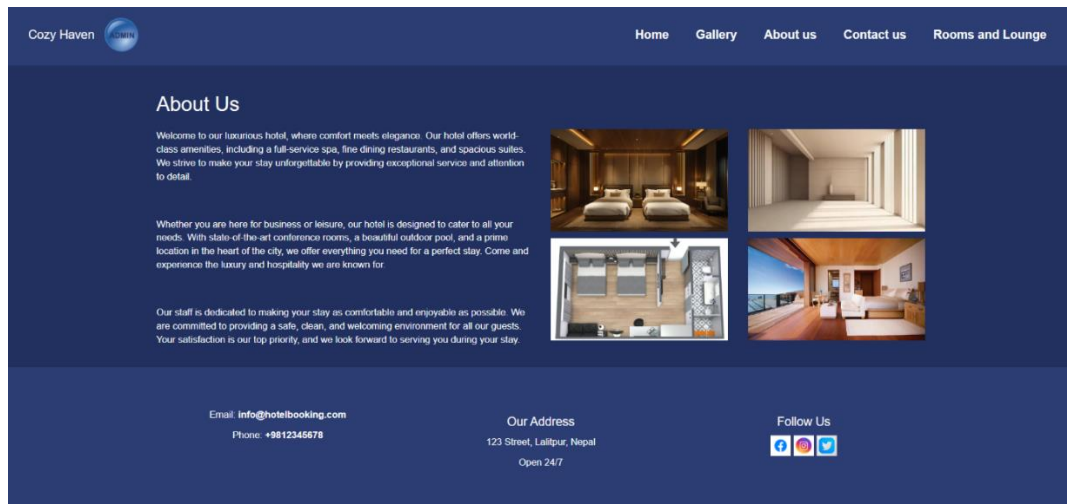 Cozy Haven ADMIN Home Gallery About us Contact us Rooms and Lounge
About Us
Welcome to our luxurious hotel, where comfort meets elegance. Our hotel offers world-
class amenities, including a full-service spa, fine dining restaurants, and spacious suites.
We strive to make your stay unforgettable by providing exceptional service and attention
to detail.
Whether you are here for business or leisure, our hotel is designed to cater to all your
needs. With state-of-the-art conference rooms, a beautiful outdoor pool, and a prime
location in the heart of the city, we offer everything you need for a perfect stay. Come and
experience the luxury and hospitality we are known for.
Our staff is dedicated to making your stay as comfortable and enjoyable as possible. We
are committed to providing a safe, clean, and welcoming environment for all our guests.
Your satisfaction is our top priority, and we look forward to serving you during your stay.
Email: info@hotelbooking.com
Phone: +9812345678
Our Address
123 Street, Lalitpur, Nepal
Open 24/7
Follow Us